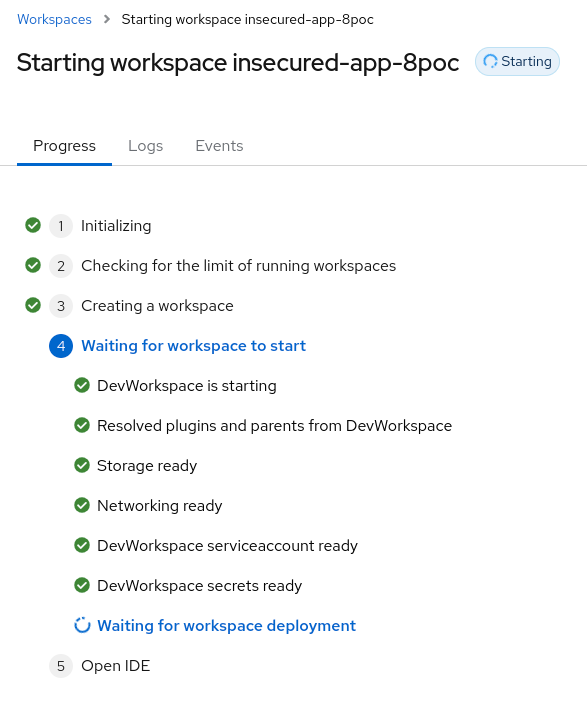 Workspaces > Starting workspace insecured-app-8poc
Starting workspace insecured-app-8poc Starting
Progress Logs Events
1 Initializing
2 Checking for the limit of running workspaces
3 Creating a workspace
4 Waiting for workspace to start
DevWorkspace is starting
Resolved plugins and parents from DevWorkspace
Storage ready
Networking ready
DevWorkspace serviceaccount ready
DevWorkspace secrets ready
Waiting for workspace deployment
5 Open IDE